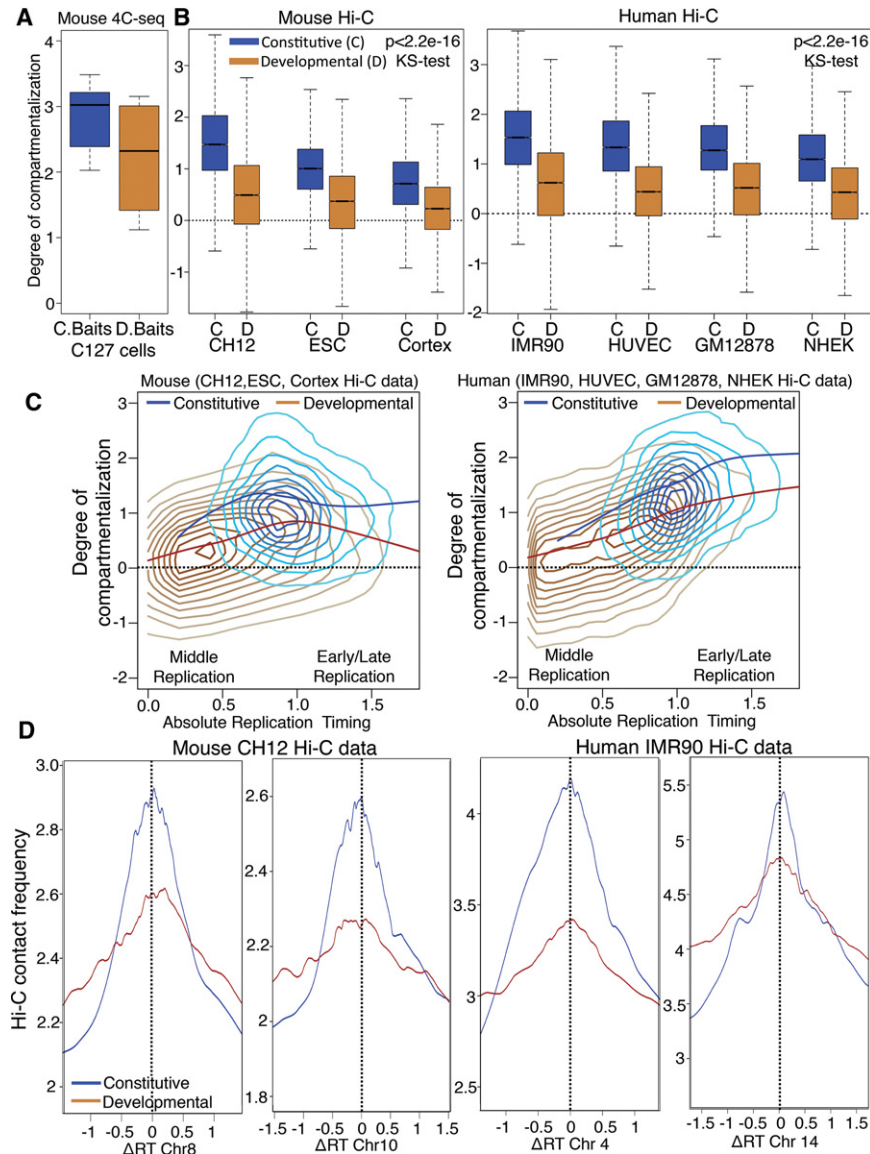 A
Mouse 4C-seq
Degree of compartmentalization
4
3
2
1
0
C.Baits D.Baits
C127 cells
B
Mouse Hi-C
Constitutive (C)
Developmental (D)
p<2.2e-16
KS-test
3
2
1
0
-1
C D C D C D
CH12 ESC Cortex
Human Hi-C
p<2.2e-16
KS-test
3
2
1
0
-1
-2
C D C D C D C D
IMR90 HUVEC GM12878 NHEK
C
Mouse (CH12,ESC, Cortex Hi-C data)
Constitutive Developmental
Degree of
compartmentalization
3
2
1
0
-1
-2
Middle Early/Late
Replication Replication
0.0 0.5 1.0 1.5
Absolute Replication Timing
Human (IMR90, HUVEC, GM12878, NHEK Hi-C data)
Constitutive Developmental
Degree of
compartmentalization
3
2
1
0
-1
-2
Middle Early/Late
Replication Replication
0.0 0.5 1.0 1.5
Absolute Replication Timing
D
Mouse CH12 Hi-C data
Hi-C contact frequency
3.0
2.8
2.6
2.4
2.2
2
Constitutive
Developmental
-1 -0.5 0 0.5 1
ΔRT Chr8
2.6
2.4
2.2
2
1.8
-1.5 -1 -0.5 0 0.5 1 1.5
ΔRT Chr10
Human IMR90 Hi-C data
4
3.5
3
2.5
-1 -0.5 0 0.5 1
ΔRT Chr 4
5.5
5
4.5
4
3.5
3
-1.5 -1 -0.5 0 0.5 1 1.5
ΔRT Chr 14